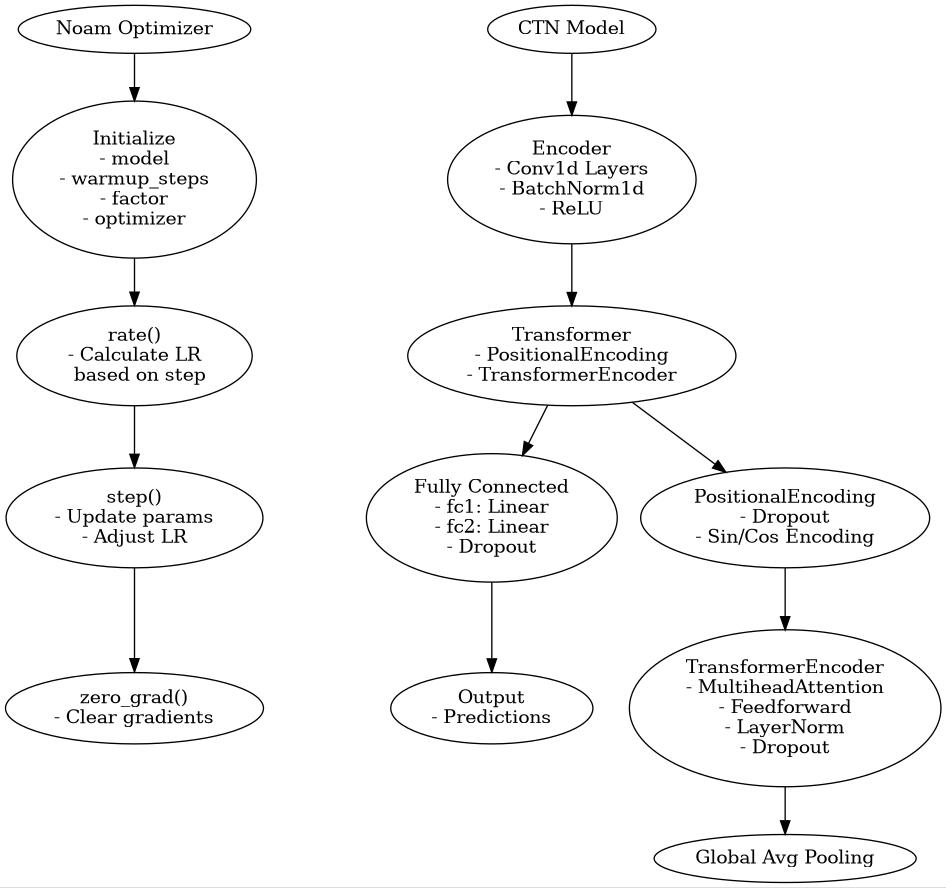 Noam Optimizer
Initialize
- model
- warmup_steps
- factor
- optimizer
rate()
- Calculate LR
based on step
step()
- Update params
- Adjust LR
zero_grad()
- Clear gradients
CTN Model
Encoder
- Conv1d Layers
- BatchNorm1d
- ReLU
Transformer
- PositionalEncoding
- TransformerEncoder
Fully Connected
- fc1: Linear
- fc2: Linear
- Dropout
Output
- Predictions
PositionalEncoding
- Dropout
- Sin/Cos Encoding
TransformerEncoder
- MultiheadAttention
- Feedforward
- LayerNorm
- Dropout
Global Avg Pooling